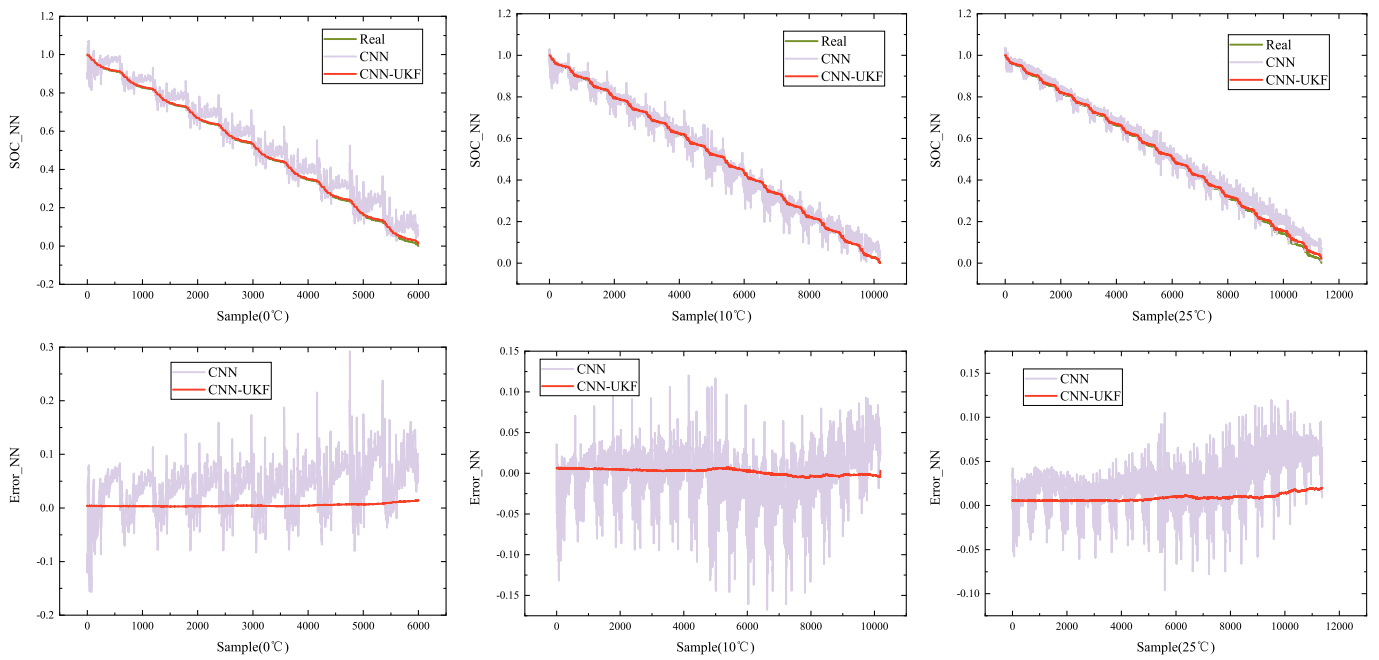 1.2
1.0
0.8
0.6
0.4
0.2
0.0
-0.2
SOC_NN
Real
CNN
CNN-UKF
0 1000 2000 3000 4000 5000 6000
Sample(0℃)
1.2
1.0
0.8
0.6
0.4
0.2
0.0
SOC_NN
Real
CNN
CNN-UKF
0 2000 4000 6000 8000 10000
Sample(10℃)
1.2
1.0
0.8
0.6
0.4
0.2
0.0
SOC_NN
Real
CNN
CNN-UKF
0 2000 4000 6000 8000 10000 12000
Sample(25℃)
0.3
0.2
0.1
0.0
-0.1
-0.2
Error_NN
CNN
CNN-UKF
0 1000 2000 3000 4000 5000 6000
Sample(0℃)
0.15
0.10
0.05
0.00
-0.05
-0.10
-0.15
Error_NN
CNN
CNN-UKF
0 2000 4000 6000 8000 10000
Sample(10℃)
0.15
0.10
0.05
0.00
-0.05
-0.10
Error_NN
CNN
CNN-UKF
0 2000 4000 6000 8000 10000 12000
Sample(25℃)